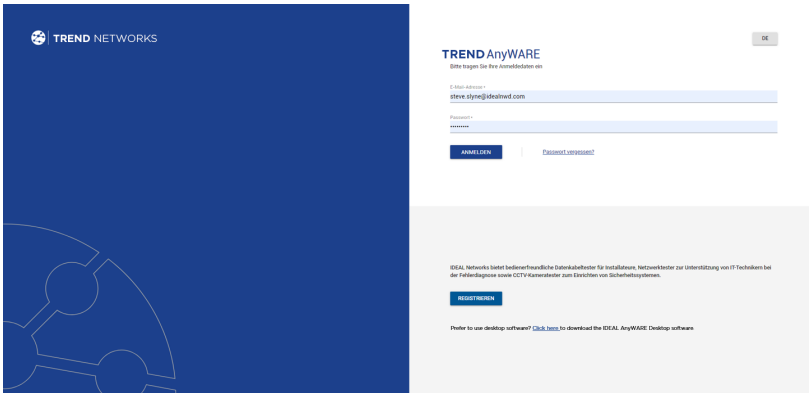 TREND NETWORKS
DE
TREND AnyWARE
Bitte tragen Sie Ihre Anmeldedaten ein
E-Mail-Adresse *
steve.slyne@idealnwd.com
Passwort *
•••••••••
ANMELDEN
Passwort vergessen?
IDEAL Networks bietet bedienerfreundliche Datenkabeltester für Installateure, Netzwerktester zur Unterstützung von IT-Technikern bei
der Fehlerdiagnose sowie CCTV-Kameratester zum Einrichten von Sicherheitssystemen.
REGISTRIEREN
Prefer to use desktop software? Click here to download the IDEAL AnyWARE Desktop software